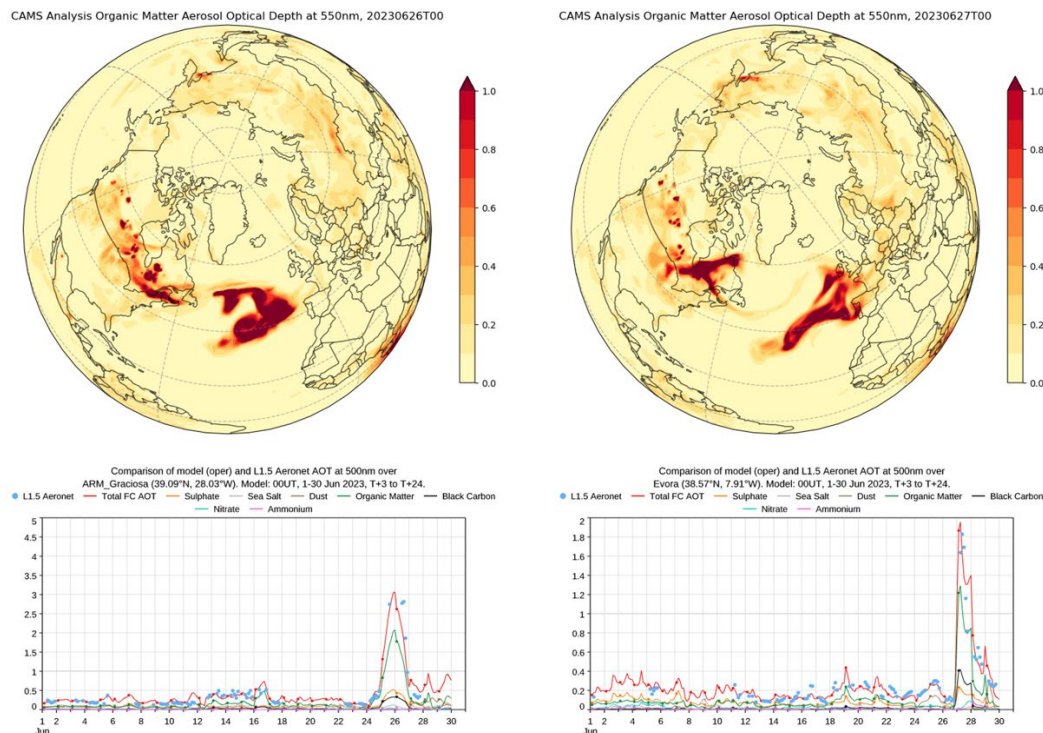 CAMS Analysis Organic Matter Aerosol Optical Depth at 550nm, 20230626T00
1.0
0.8
0.6
0.4
0.2
0.0
CAMS Analysis Organic Matter Aerosol Optical Depth at 550nm, 20230627T00
1.0
0.8
0.6
0.4
0.2
0.0
Comparison of model (oper) and L1.5 Aeronet AOT at 500nm over
ARM_Graciosa (39.09°N, 28.03°W). Model: 00UT, 1-30 Jun 2023, T+3 to T+24.
L1.5 Aeronet Total FC AOT Sulphate Sea Salt Dust Organic Matter Black Carbon
Nitrate Ammonium
5
4.5
4
3.5
3
2.5
2
1.5
1
0.5
0
1 2 4 6 8 10 12 14 16 18 20 22 24 26 28 30
Jun
Comparison of model (oper) and L1.5 Aeronet AOT at 500nm over
Evora (38.57°N, 7.91°W). Model: 00UT, 1-30 Jun 2023, T+3 to T+24.
L1.5 Aeronet Total FC AOT Sulphate Sea Salt Dust Organic Matter Black Carbon
Nitrate Ammonium
2
1.8
1.6
1.4
1.2
1
0.8
0.6
0.4
0.2
0
1 2 4 6 8 10 12 14 16 18 20 22 24 26 28 30
Jun